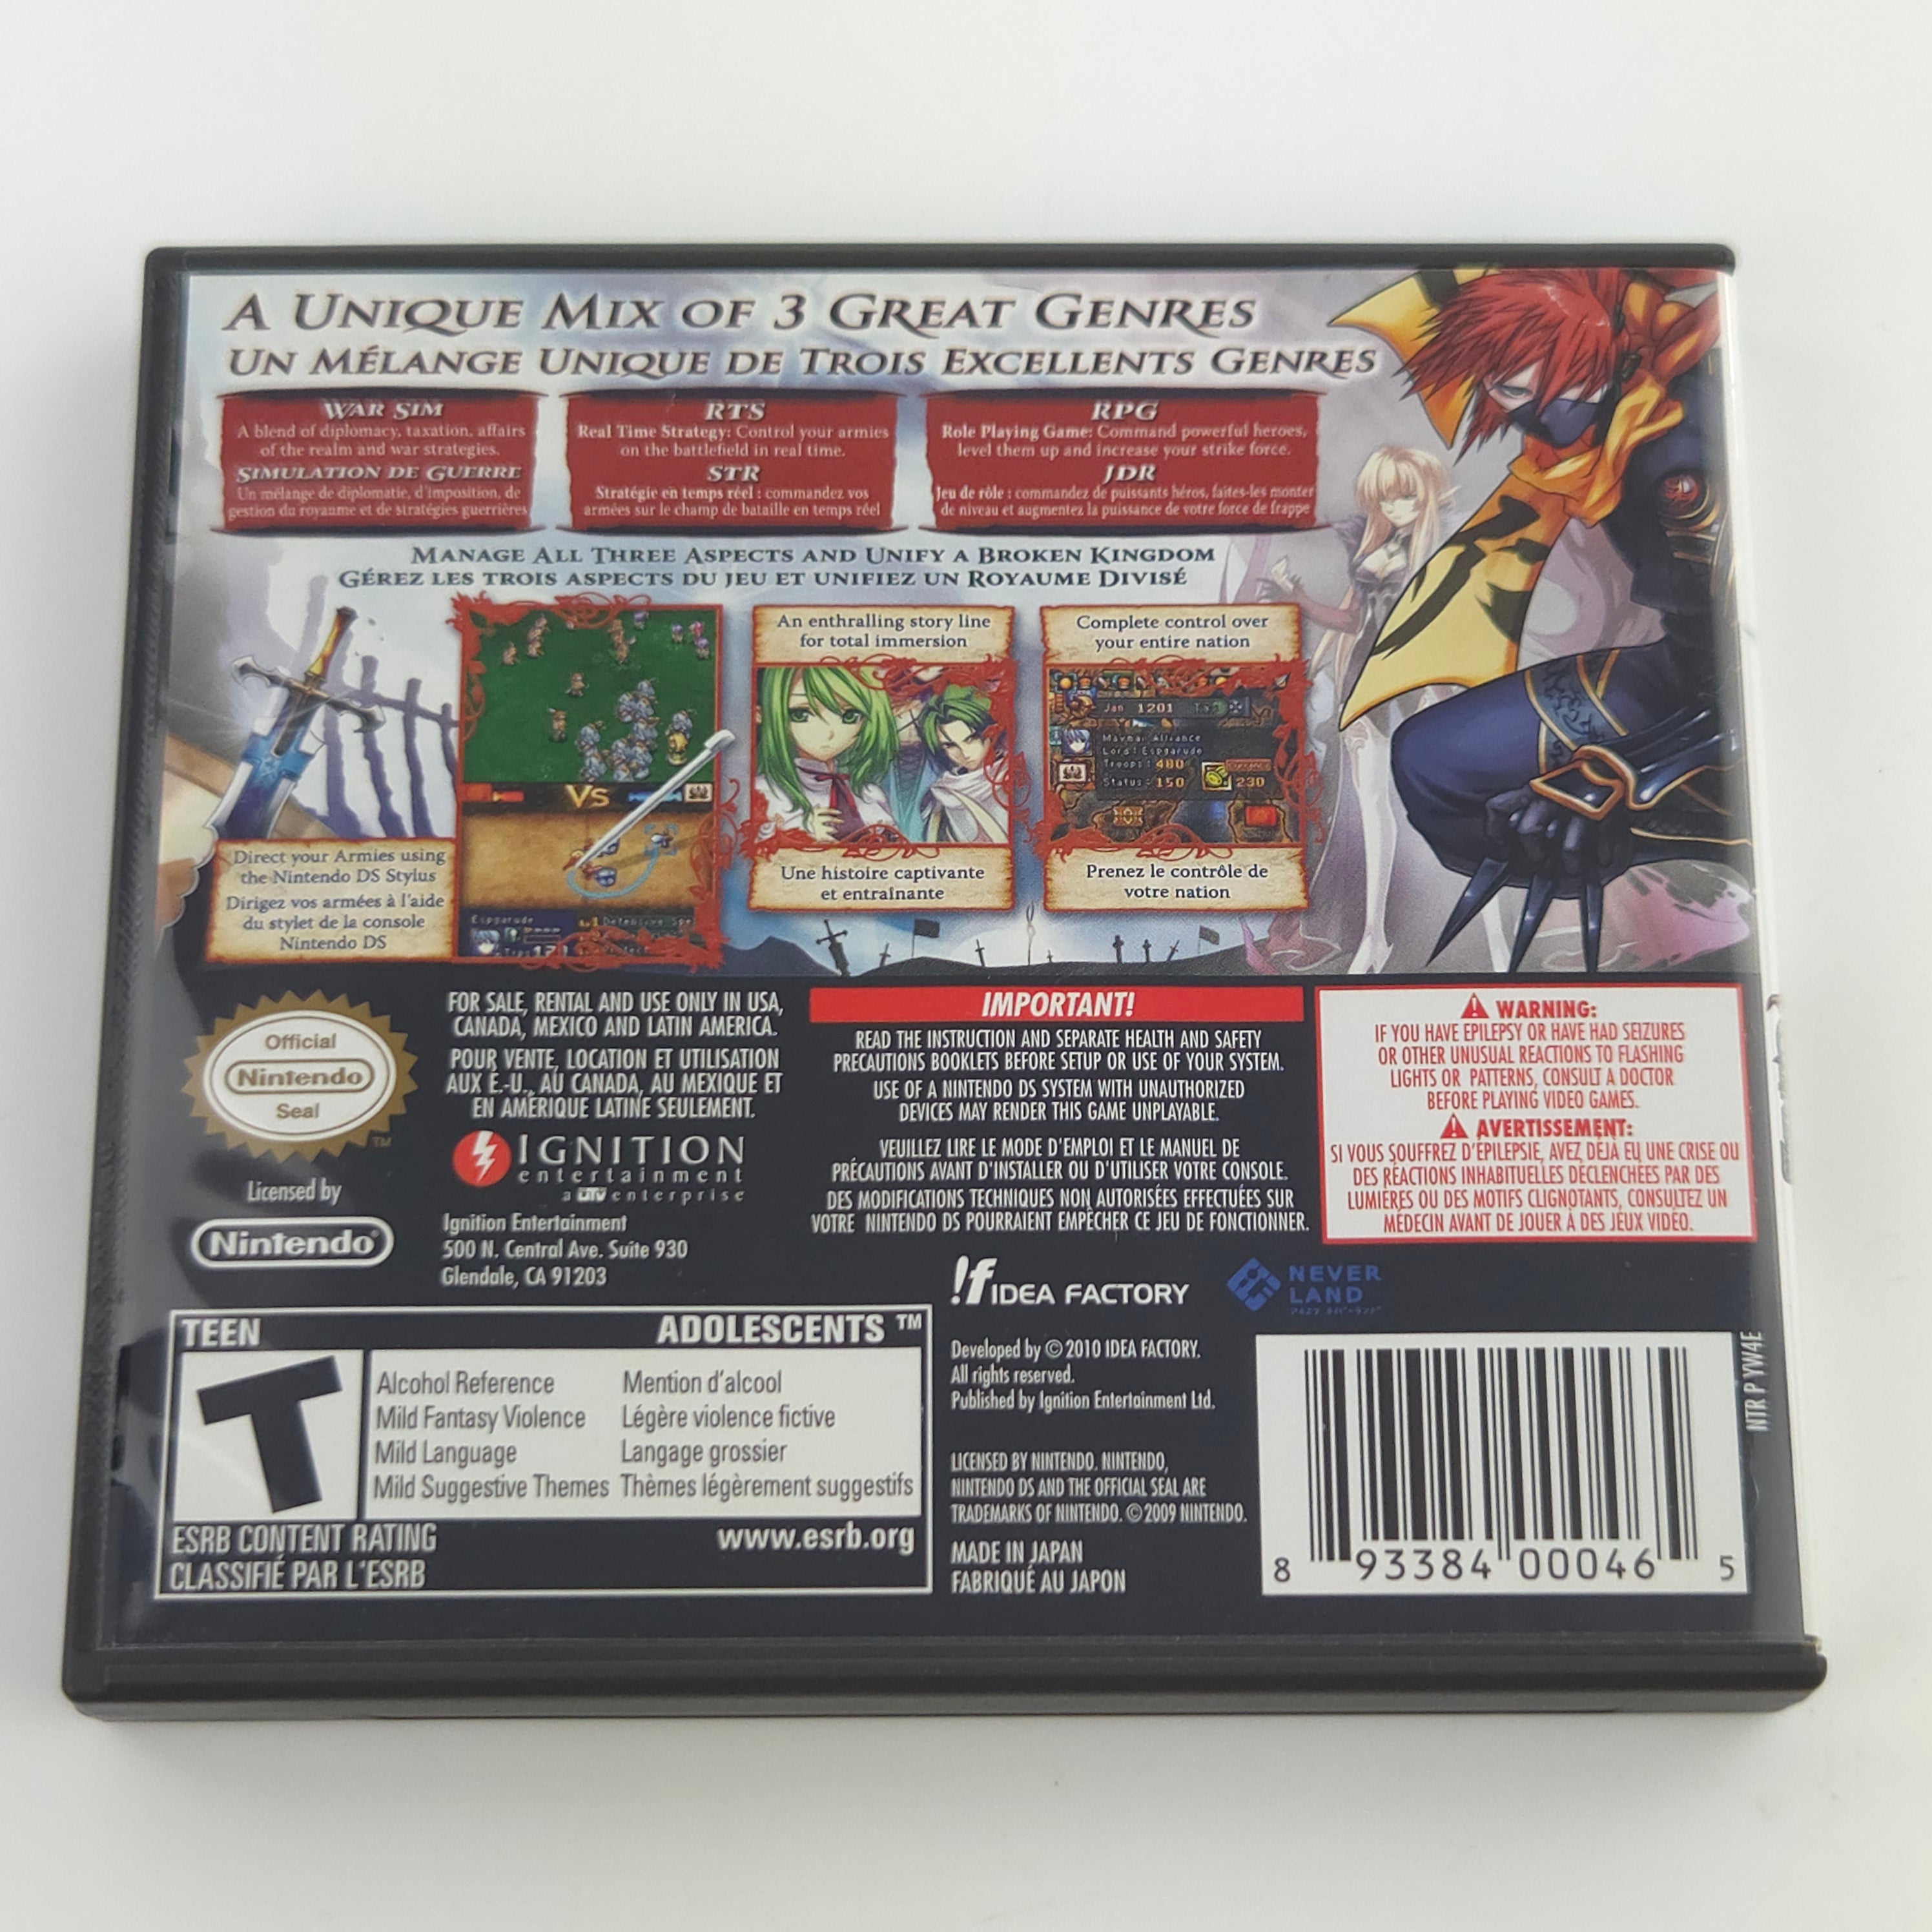 A UNIQUE MIX OF 3 GREAT GENRES
UN MÉLANGE UNIQUE DE TROIS EXCELLENTS GENRES
WAR SIM
A blend of diplomacy, taxation, affairs
of the realm and war strategies.
SIMULATION DE GUERRE
Un mélange de diplomatie, d'imposition, de
gestion du royaume et de stratégies guerrières
RTS
Real Time Strategy: Control your armies
on the battlefield in real time.
STR
Stratégie en temps réel : commandez vos
armées sur le champ de bataille en temps réel
RPG
Role Playing Game: Command powerful heroes,
level them up and increase your strike force.
JDR
Jeu de rôle : commandez de puissants héros, faites-les monter
de niveau et augmentez la puissance de votre force de frappe
MANAGE ALL THREE ASPECTS AND UNIFY A BROKEN KINGDOM
GÉREZ LES TROIS ASPECTS DU JEU ET UNIFIEZ UN ROYAUME DIVISÉ
Direct your Armies using
the Nintendo DS Stylus
Dirigez vos armées à l'aide
du stylet de la console
Nintendo DS
VS
Espgarude
An enthralling story line
for total immersion
Une histoire captivante
et entraînante
Complete control over
your entire nation
Jan 1201
Alliance
Lord: Espgarude
Troops: 480
Status: 150
230
Prenez le contrôle de
votre nation
Official
Nintendo
Seal
TM
Licensed by
Nintendo®
FOR SALE, RENTAL AND USE ONLY IN USA,
CANADA, MEXICO AND LATIN AMERICA.
POUR VENTE, LOCATION ET UTILISATION
AUX É.-U., AU CANADA, AU MEXIQUE ET
EN AMÉRIQUE LATINE SEULEMENT.
IGNITION
entertainment
a UTV enterprise
Ignition Entertainment
500 N. Central Ave. Suite 930
Glendale, CA 91203
IMPORTANT!
READ THE INSTRUCTION AND SEPARATE HEALTH AND SAFETY
PRECAUTIONS BOOKLETS BEFORE SETUP OR USE OF YOUR SYSTEM.
USE OF A NINTENDO DS SYSTEM WITH UNAUTHORIZED
DEVICES MAY RENDER THIS GAME UNPLAYABLE.
VEUILLEZ LIRE LE MODE D'EMPLOI ET LE MANUEL DE
PRÉCAUTIONS AVANT D'INSTALLER OU D'UTILISER VOTRE CONSOLE.
DES MODIFICATIONS TECHNIQUES NON AUTORISÉES EFFECTUÉES SUR
VOTRE NINTENDO DS POURRAIENT EMPÊCHER CE JEU DE FONCTIONNER.
WARNING:
IF YOU HAVE EPILEPSY OR HAVE HAD SEIZURES
OR OTHER UNUSUAL REACTIONS TO FLASHING
LIGHTS OR PATTERNS, CONSULT A DOCTOR
BEFORE PLAYING VIDEO GAMES.
AVERTISSEMENT:
SI VOUS SOUFFREZ D'ÉPILEPSIE, AVEZ DÉJÀ EU UNE CRISE OU
DES RÉACTIONS INHABITUELLES DÉCLENCHÉES PAR DES
LUMIÈRES OU DES MOTIFS CLIGNOTANTS, CONSULTEZ UN
MÉDECIN AVANT DE JOUER À DES JEUX VIDÉO.
!f IDEA FACTORY
NEVER
LAND
TEEN ADOLESCENTS ™
T
Alcohol Reference Mention d'alcool
Mild Fantasy Violence Légère violence fictive
Mild Language Langage grossier
Mild Suggestive Themes Thèmes légèrement suggestifs
ESRB CONTENT RATING www.esrb.org
CLASSIFIÉ PAR L'ESRB
Developed by © 2010 IDEA FACTORY.
All rights reserved.
Published by Ignition Entertainment Ltd.
LICENSED BY NINTENDO. NINTENDO,
NINTENDO DS AND THE OFFICIAL SEAL ARE
TRADEMARKS OF NINTENDO. © 2009 NINTENDO.
MADE IN JAPAN
FABRIQUÉ AU JAPON
8 93384 00046 5
NTR P YW4E